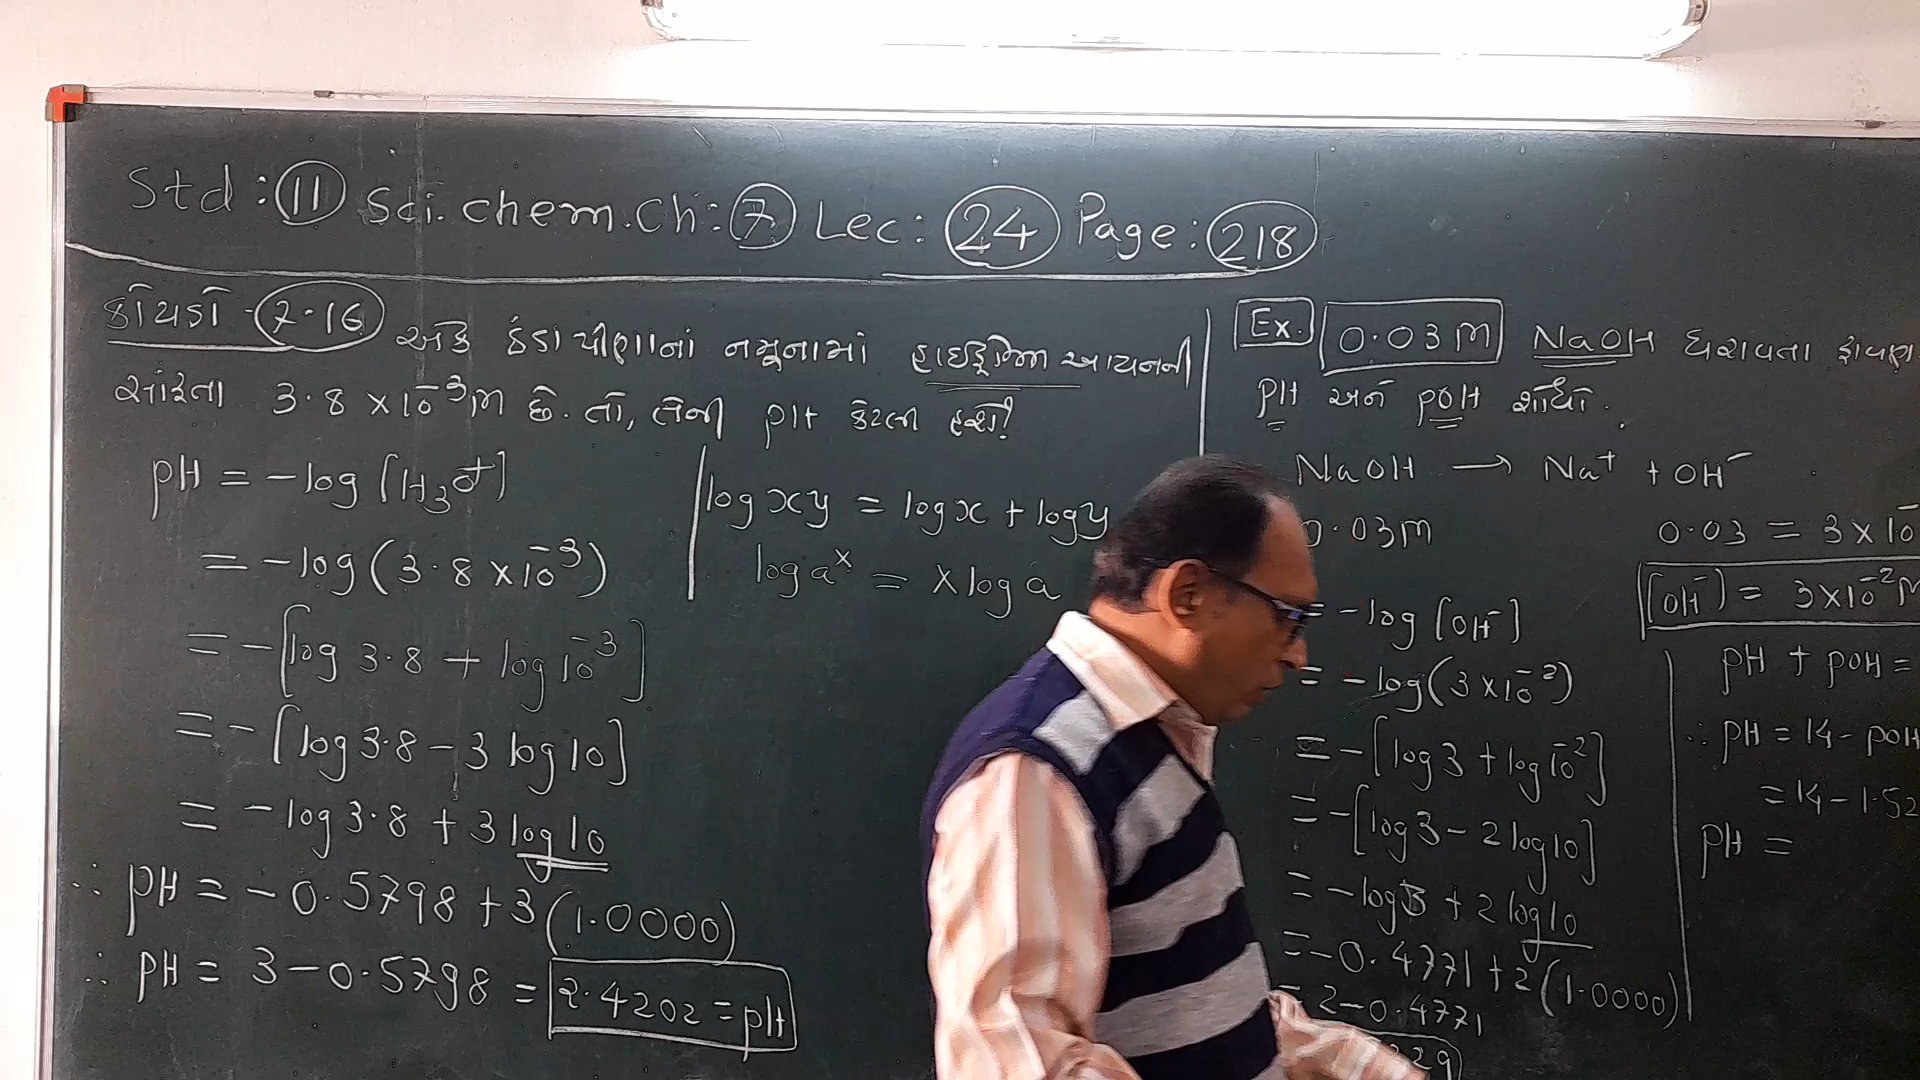 Std : 11 Sci. chem. Ch : 7 Lec : 24 Page : 218
કોયડો - 7.16 એક ઠંડા પીણાનાં નમૂનામાં હાઈડ્રોજન આયનની
સાંદ્રતા 3.8 x 10⁻³ M છે. તો, તેની pH કેટલી હશે?
pH = -log [H₃O⁺]
= -log (3.8 x 10⁻³)
= -[log 3.8 + log 10⁻³]
= -[log 3.8 - 3 log 10]
= -log 3.8 + 3 log 10
∴ pH = -0.5798 + 3 (1.0000)
∴ pH = 3 - 0.5798 = 2.4202 = pH
log xy = log x + log y
log aˣ = x log a
Ex. 0.03 M NaOH ધરાવતા
pH અને pOH શોધો.
NaOH → Na⁺ + OH⁻
0.03 M
= -log [OH⁻]
= -log (3 x 10⁻²)
= -[log 3 + log 10⁻²]
= -[log 3 - 2 log 10]
= -log 3 + 2 log 10
= -0.4771 + 2 (1.0000)
= 2 - 0.4771
29
0.03 = 3 x 10⁻
[OH⁻] = 3 x 10⁻² M
pH + pOH =
∴ pH = 14 - pOH
= 14 - 1.52
pH =